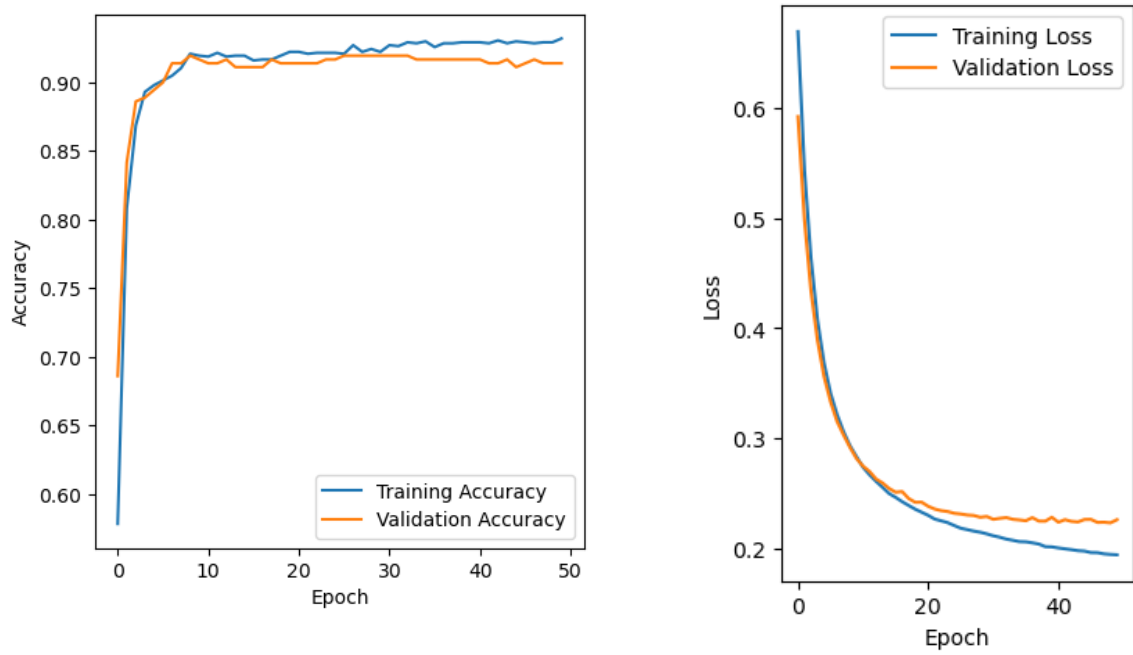 Accuracy
0.90
0.85
0.80
0.75
0.70
0.65
0.60
Training Accuracy
Validation Accuracy
0 10 20 30 40 50
Epoch
Loss
Training Loss
Validation Loss
0.6
0.5
0.4
0.3
0.2
0 20 40
Epoch